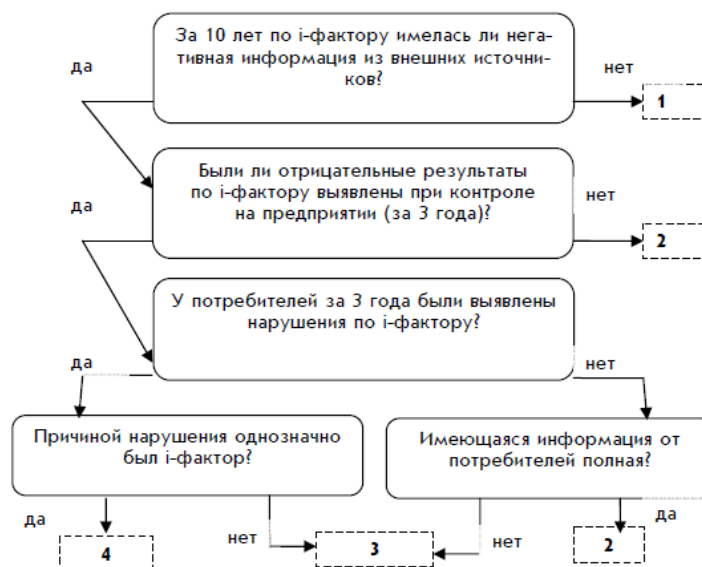 За 10 лет по i-фактору имелась ли нега-
тивная информация из внешних источни-
ков?
да
нет
1
Были ли отрицательные результаты
по i-фактору выявлены при контроле
на предприятии (за 3 года)?
да
нет
2
У потребителей за 3 года были выявлены
нарушения по i-фактору?
да
нет
Причиной нарушения однозначно
был i-фактор?
Имеющаяся информация от
потребителей полная?
да
4
нет
3
нет
2
да